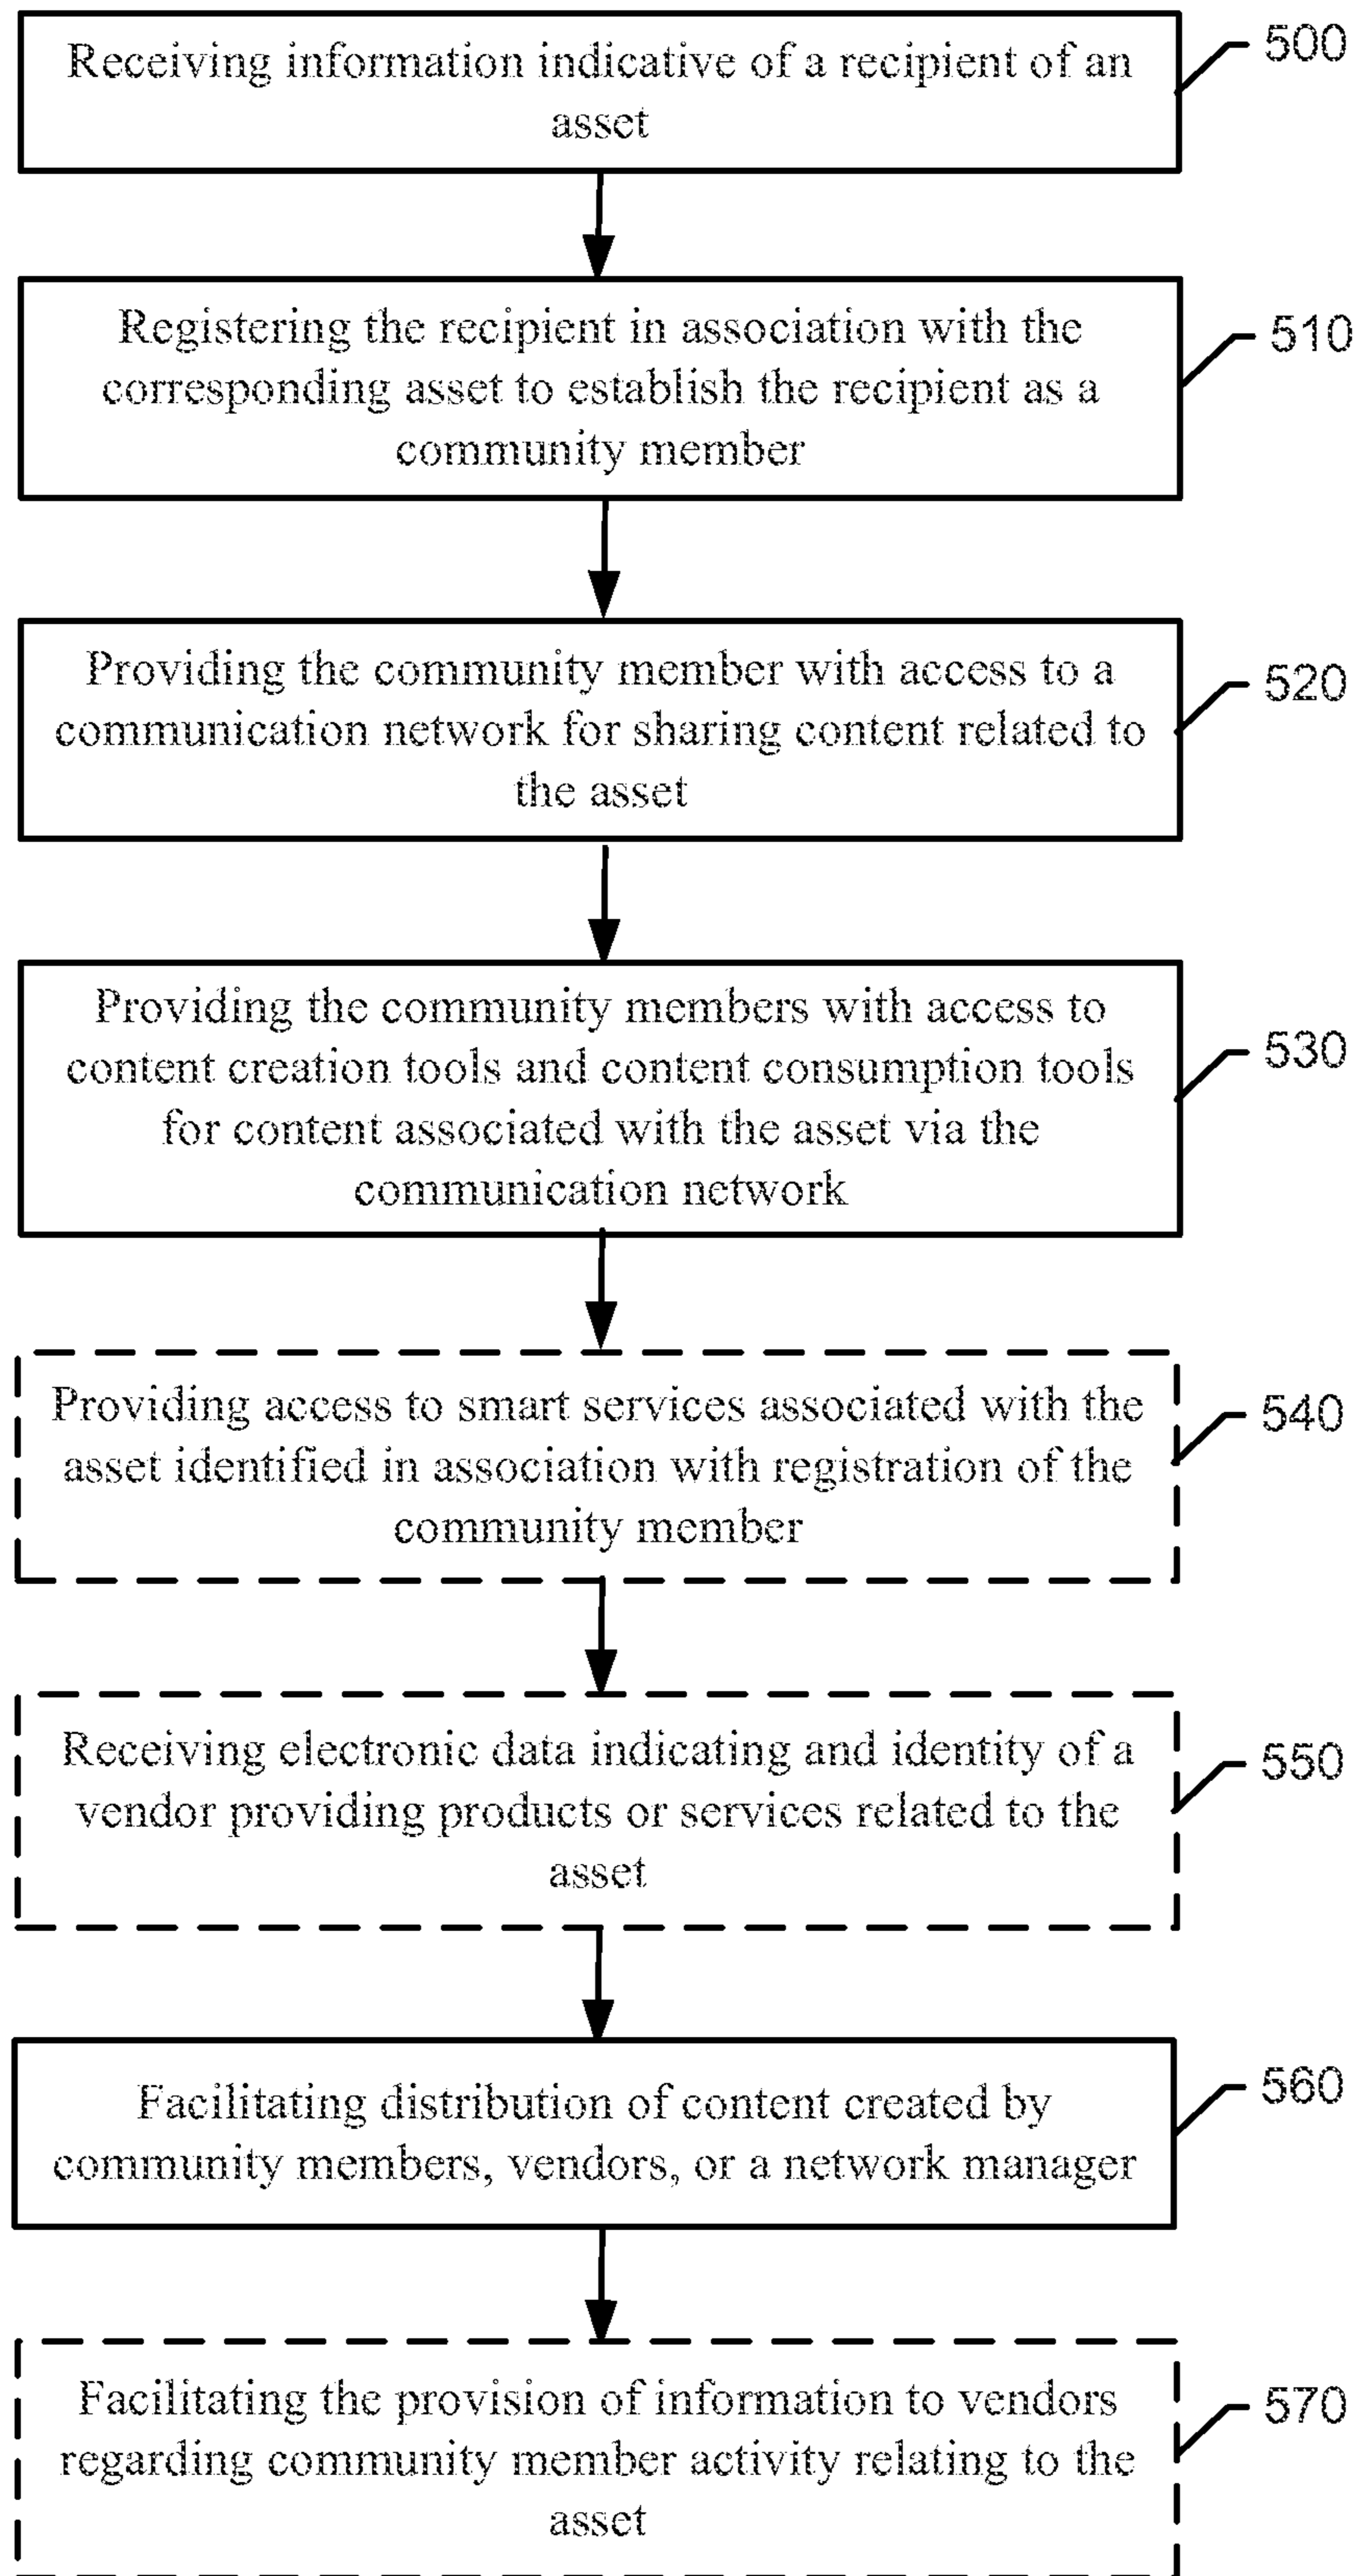 Receiving information indicative of a recipient of an
asset
500
Registering the recipient in association with the
corresponding asset to establish the recipient as a
community member
510
Providing the community member with access to a
communication network for sharing content related to
the asset
520
Providing the community members with access to
content creation tools and content consumption tools
for content associated with the asset via the
communication network
530
Providing access to smart services associated with the
asset identified in association with registration of the
community member
540
Receiving electronic data indicating and identity of a
vendor providing products or services related to the
asset
550
Facilitating distribution of content created by
community members, vendors, or a network manager
560
Facilitating the provision of information to vendors
regarding community member activity relating to the
asset
570